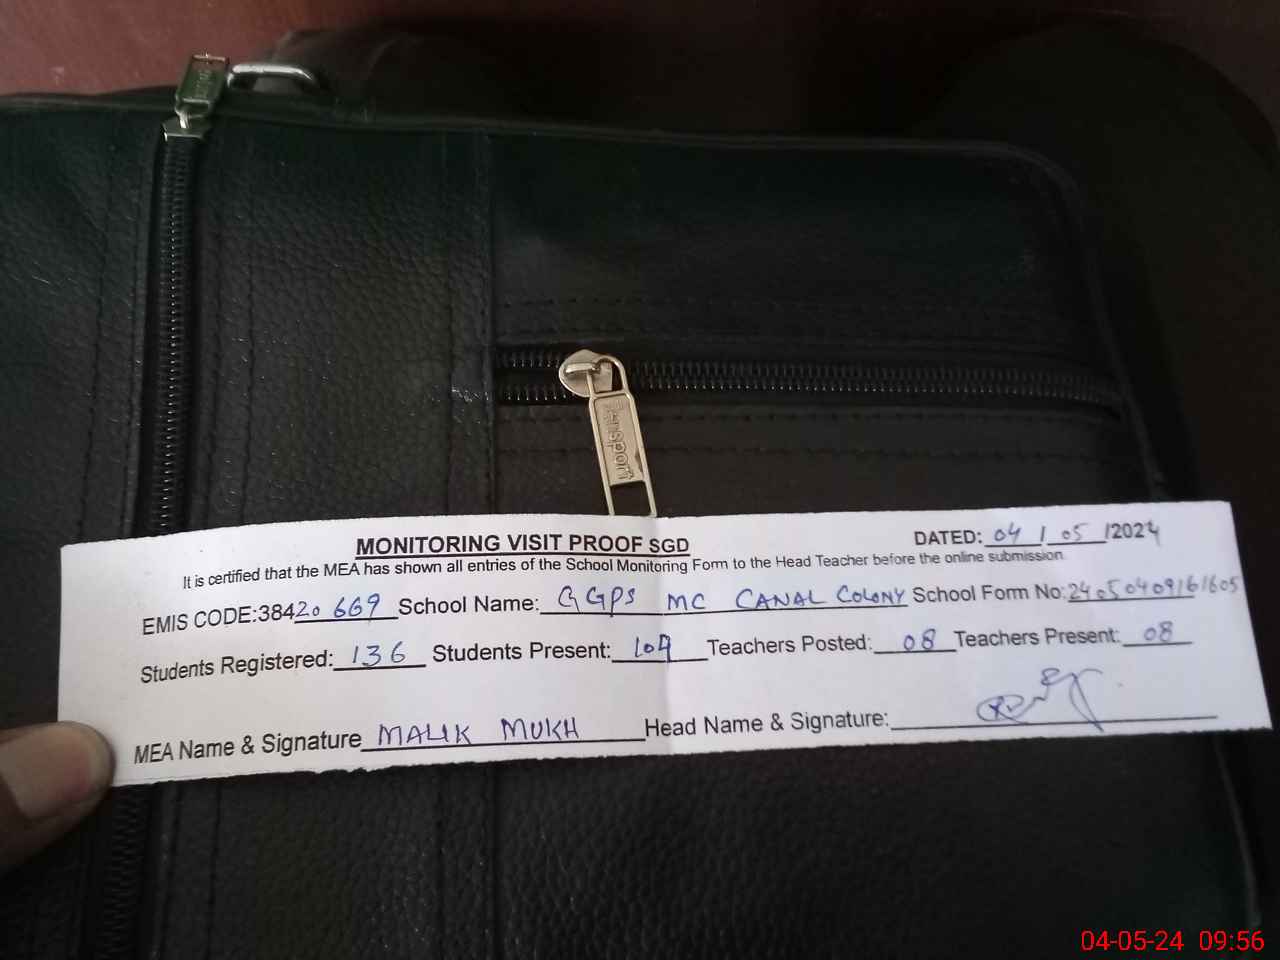 MONITORING VISIT PROOF SGD
DATED: 04/05/2024
It is certified that the MEA has shown all entries of the School Monitoring Form to the Head Teacher before the online submission.
EMIS CODE:38420669 School Name: GGPS MC CANAL COLONY School Form No: 24050409161605
Students Registered: 136 Students Present: 109 Teachers Posted: 08 Teachers Present: 08
MEA Name & Signature MALIK MUKH Head Name & Signature:
04-05-24 09:56